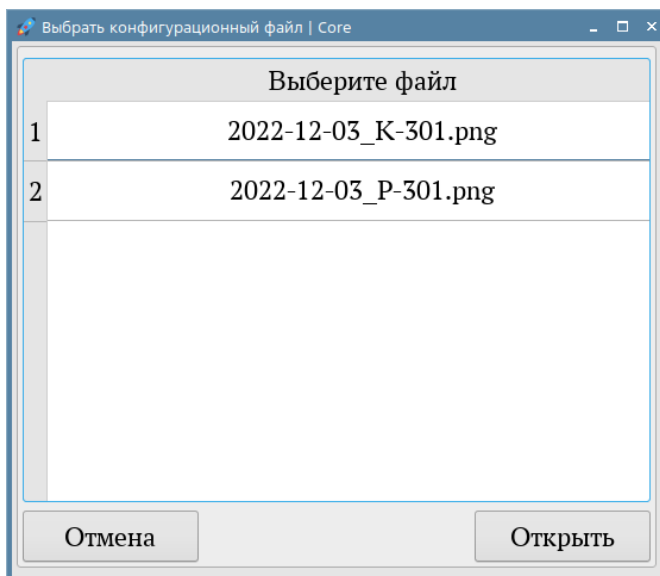 Выбрать конфигурационный файл | Core
Выберите файл
1 2022-12-03_K-301.png
2 2022-12-03_P-301.png
Отмена Открыть